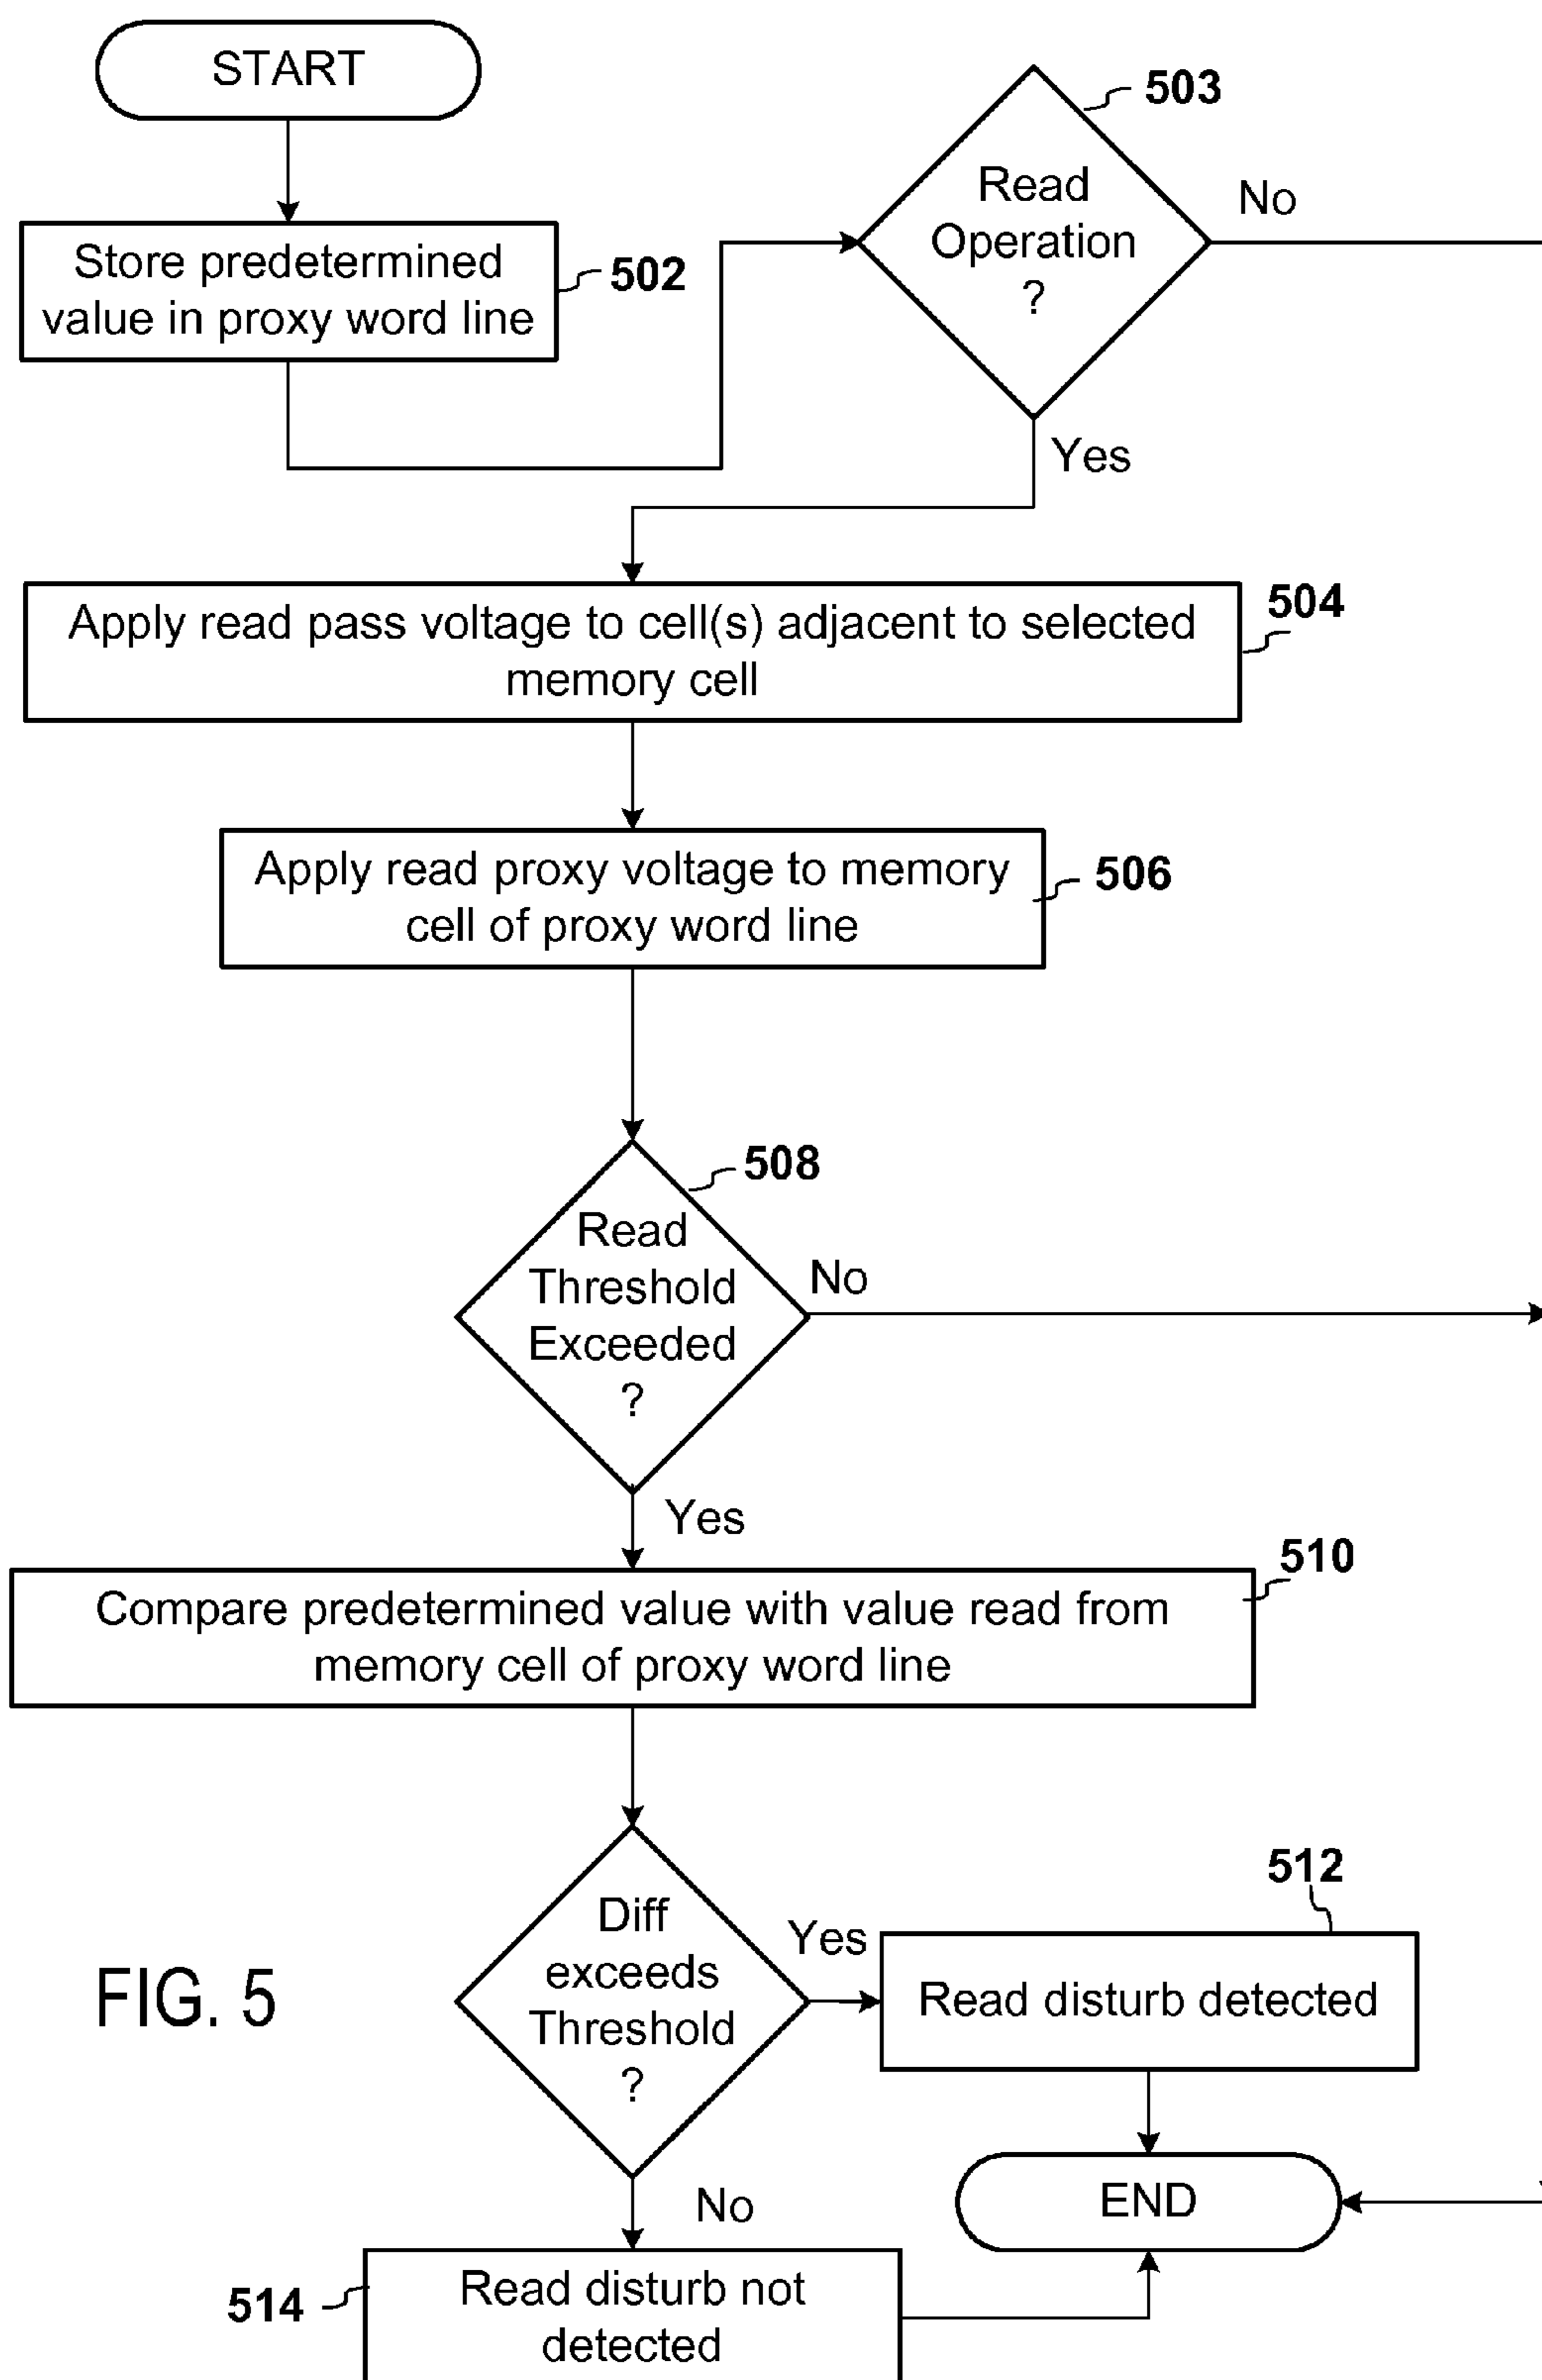 START
503
Read
Operation
?
No
Store predetermined
value in proxy word line
502
Yes
Apply read pass voltage to cell(s) adjacent to selected
memory cell
504
Apply read proxy voltage to memory
cell of proxy word line
506
508
Read
Threshold
Exceeded
?
No
Yes
510
Compare predetermined value with value read from
memory cell of proxy word line
Diff
exceeds
Threshold
?
Yes
512
Read disturb detected
FIG. 5
END
No
514
Read disturb not
detected